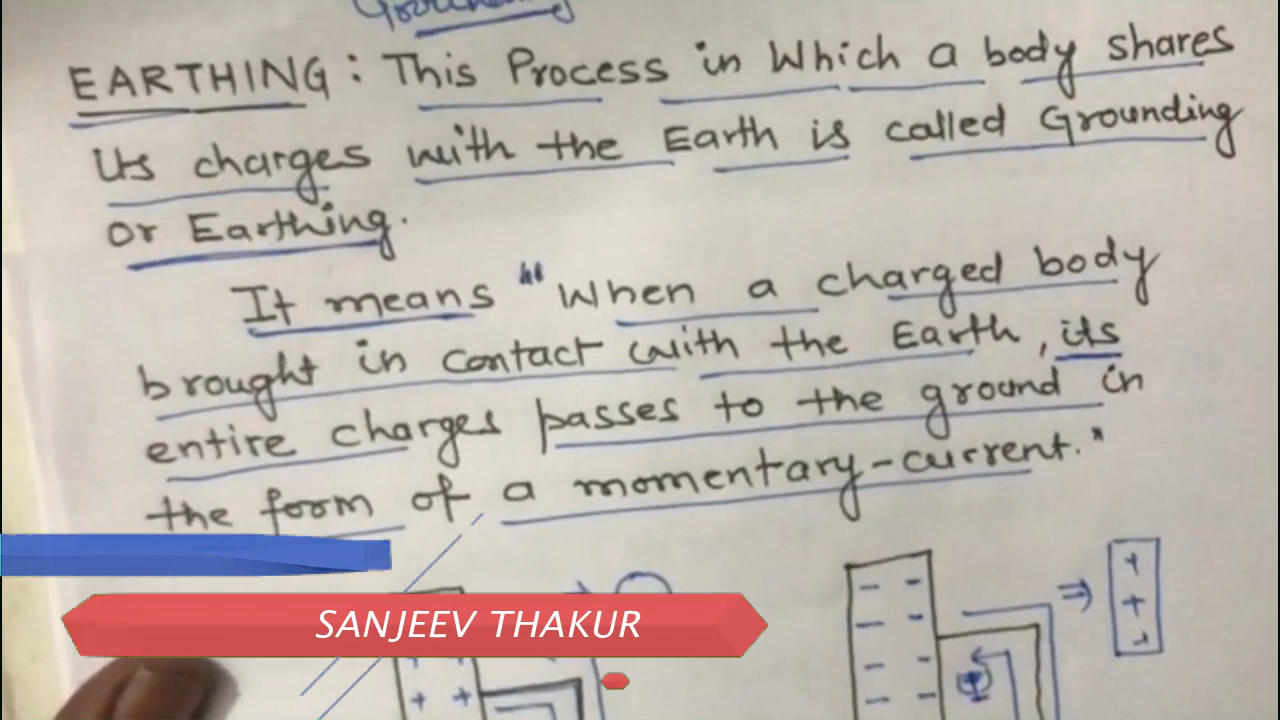 EARTHING : This Process in Which a body shares
its charges with the Earth is called Grounding
or Earthing.
It means "When a charged body
brought in contact with the Earth, its
entire charges passes to the ground in
the form of a momentary-current."
SANJEEV THAKUR
- -
- -
- -
- -
+ +
+ +
⇒
+
+
+